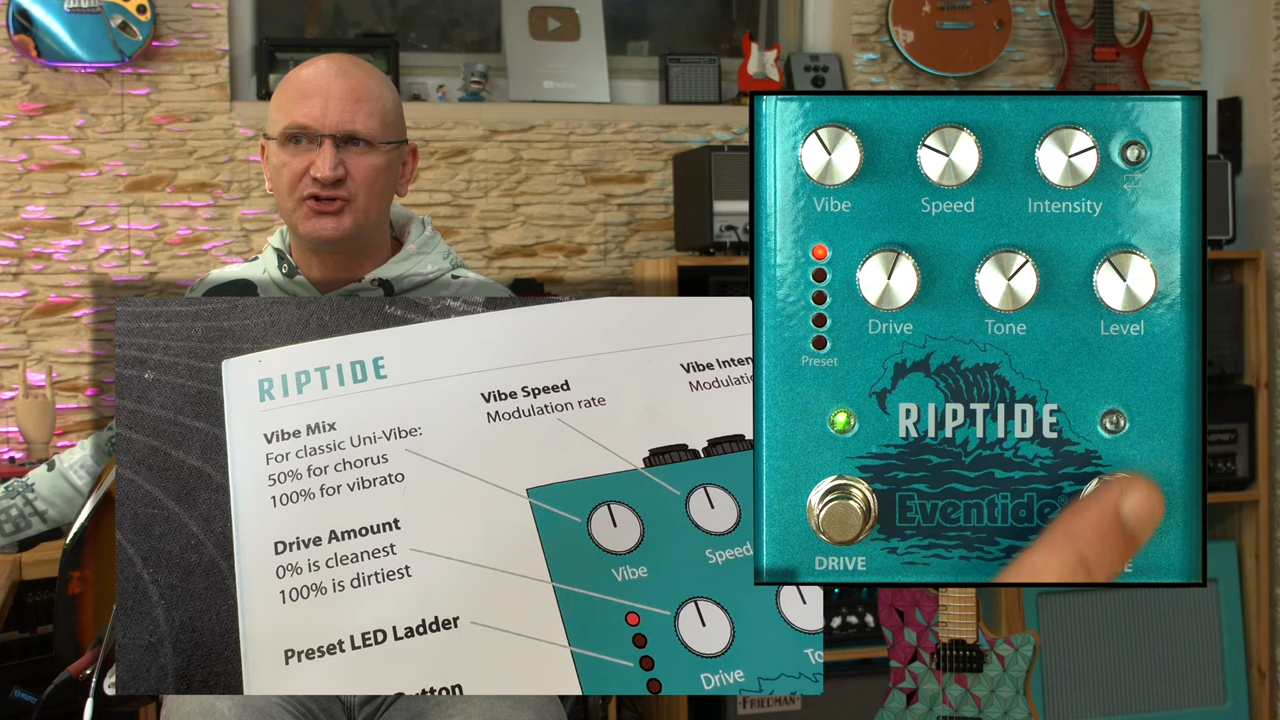 Vibe
Speed
Intensity
Drive
Tone
Level
Preset
RIPTIDE
Eventide®
DRIVE
RIPTIDE
Vibe Mix
For classic Uni-Vibe:
50% for chorus
100% for vibrato
Vibe Speed
Modulation rate
Drive Amount
0% is cleanest
100% is dirtiest
Preset LED Ladder
Vibe
Speed
Drive
FRIEDMAN